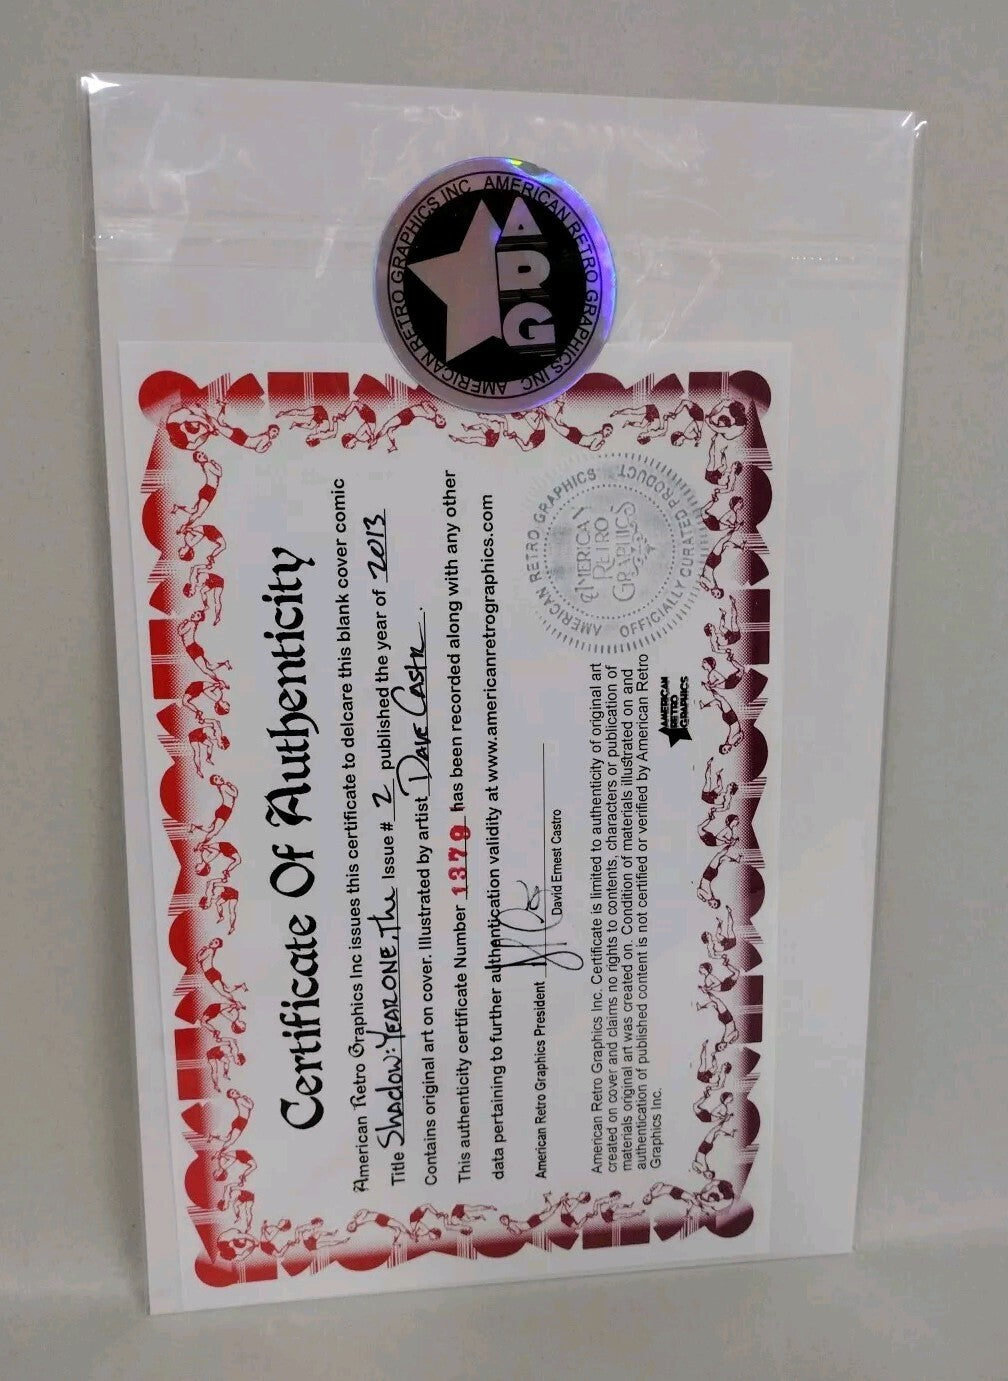 AMERICAN RETRO GRAPHICS INC
AMERICAN RETRO GRAPHICS INC
ARG
Certificate Of Authenticity
American Retro Graphics Inc issues this certificate to delcare this blank cover comic
Title Shadow: YEAR ONE, the Issue # 2 published the year of 2013
Contains original art on cover. Illustrated by artist Dave Castr.
This authenticity certificate Number 1379 has been recorded along with any other
data pertaining to further authentication validity at www.americanretrographics.com
American Retro Graphics President
David Ernest Castro
American Retro Graphics Inc. Certificate is limited to authenticity of original art
created on cover and claims no rights to contents, characters or publication of
materials original art was created on. Condition of materials illustrated on and
authentication of published content is not certified or verified by American Retro
Graphics Inc.
AMERICAN
RETRO
GRAPHICS
AMERICAN RETRO GRAPHICS
OFFICIALLY CURATED PRODUCT
AMERICAN
RETRO
GRAPHICS